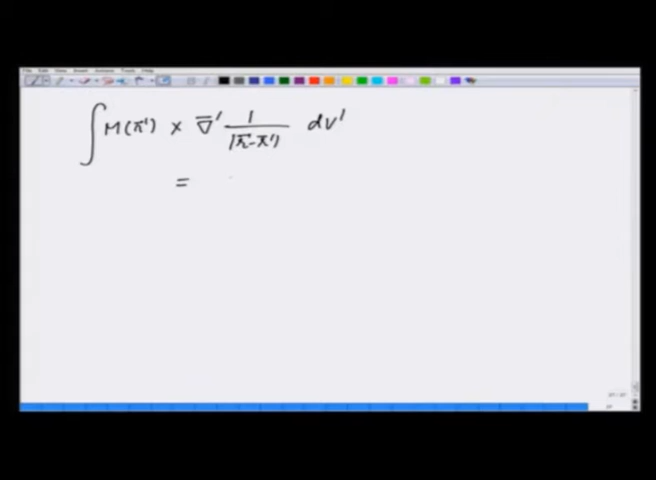 ∫ M(r̄') × ∇̄' 1/|r̄-r̄'| dv'
=